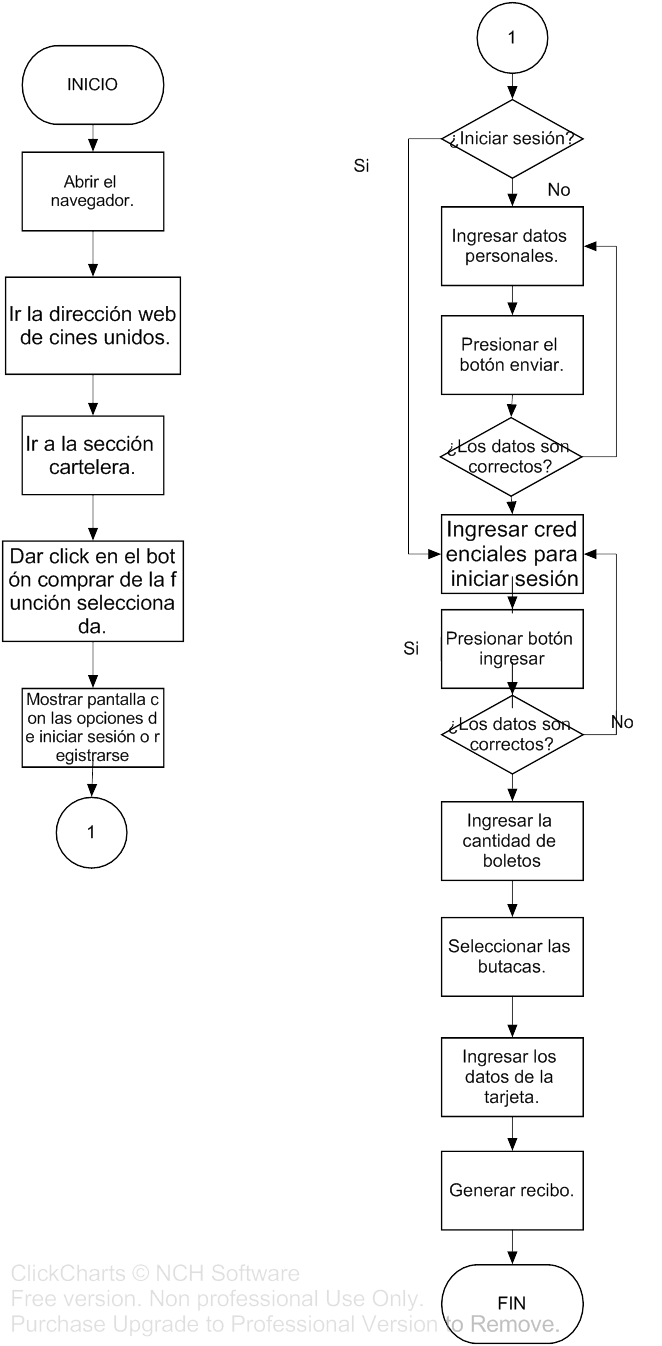 INICIO
Abrir el
navegador.
Ir la dirección web
de cines unidos.
Ir a la sección
cartelera.
Dar click en el bot
ón comprar de la f
unción selecciona
da.
Mostrar pantalla c
on las opciones d
e iniciar sesión o r
egistrarse
1
1
¿Iniciar sesión?
Si
No
Ingresar datos
personales.
Presionar el
botón enviar.
¿Los datos son
correctos?
Ingresar cred
enciales para
iniciar sesión
Si
Presionar botón
ingresar
¿Los datos son
correctos?
No
Ingresar la
cantidad de
boletos
Seleccionar las
butacas.
Ingresar los
datos de la
tarjeta.
Generar recibo.
FIN
ClickCharts © NCH Software
Free version. Non professional Use Only.
Purchase Upgrade to Professional Version to Remove.